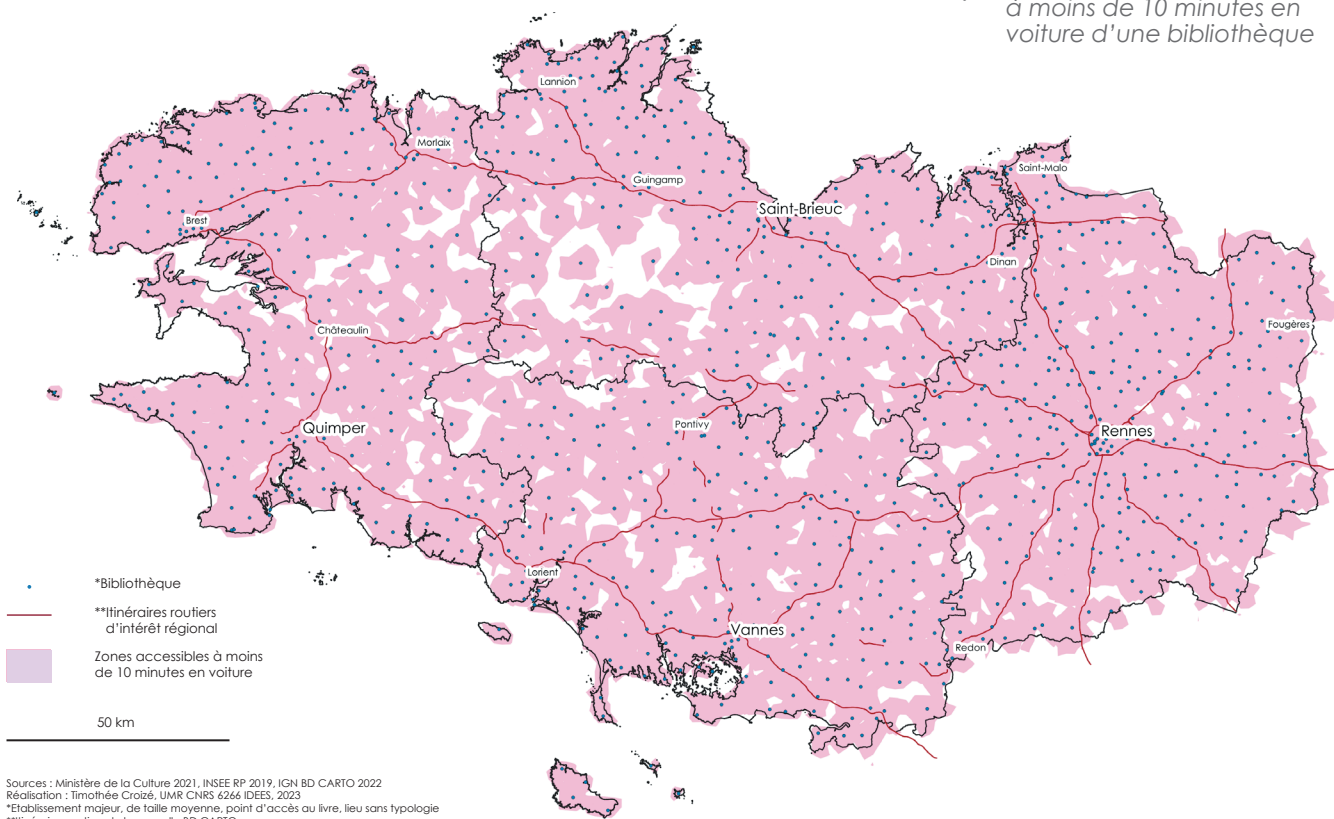 à moins de 10 minutes en
voiture d'une bibliothèque
Lannion
Morlaix
Guingamp
Saint-Malo
Saint-Brieuc
Brest
Dinan
Châteaulin
Fougères
Pontivy
Quimper
Rennes
Lorient
Vannes
Redon
*Bibliothèque
**Itinéraires routiers
d'intérêt régional
Zones accessibles à moins
de 10 minutes en voiture
50 km
Sources : Ministère de la Culture 2021, INSEE RP 2019, IGN BD CARTO 2022
Réalisation : Timothée Croizé, UMR CNRS 6266 IDEES, 2023
*Etablissement majeur, de taille moyenne, point d'accès au livre, lieu sans typologie